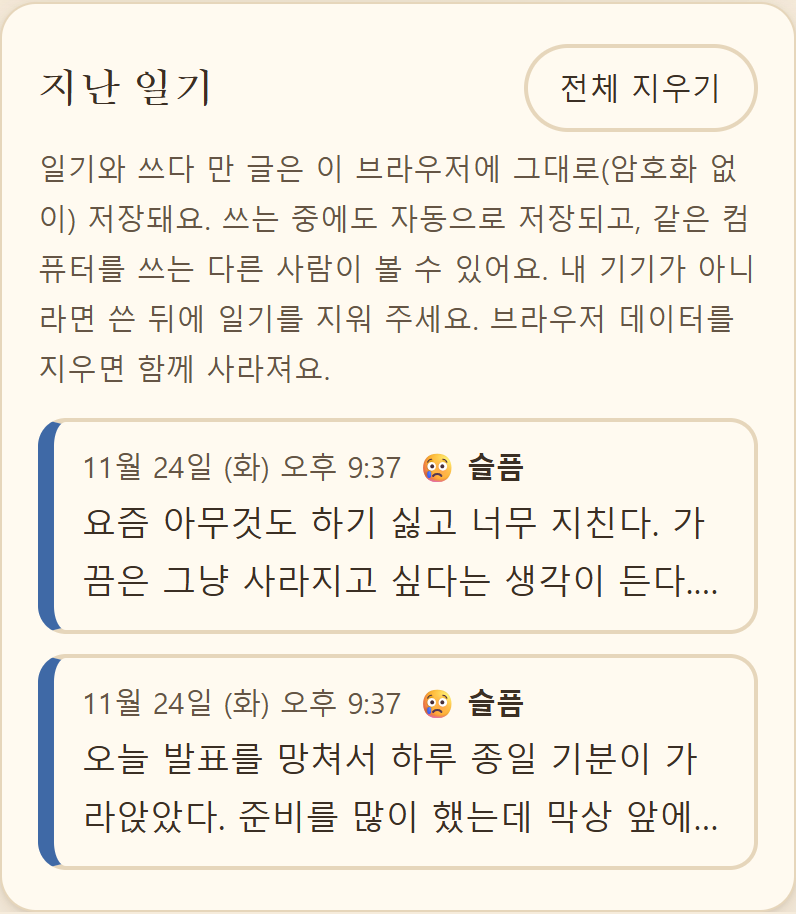 지난 일기
전체 지우기
일기와 쓰다 만 글은 이 브라우저에 그대로(암호화 없
이) 저장돼요. 쓰는 중에도 자동으로 저장되고, 같은 컴
퓨터를 쓰는 다른 사람이 볼 수 있어요. 내 기기가 아니
라면 쓴 뒤에 일기를 지워 주세요. 브라우저 데이터를
지우면 함께 사라져요.
11월 24일 (화) 오후 9:37 😢 슬픔
요즘 아무것도 하기 싫고 너무 지친다. 가
끔은 그냥 사라지고 싶다는 생각이 든다....
11월 24일 (화) 오후 9:37 😢 슬픔
오늘 발표를 망쳐서 하루 종일 기분이 가
라앉았다. 준비를 많이 했는데 막상 앞에...